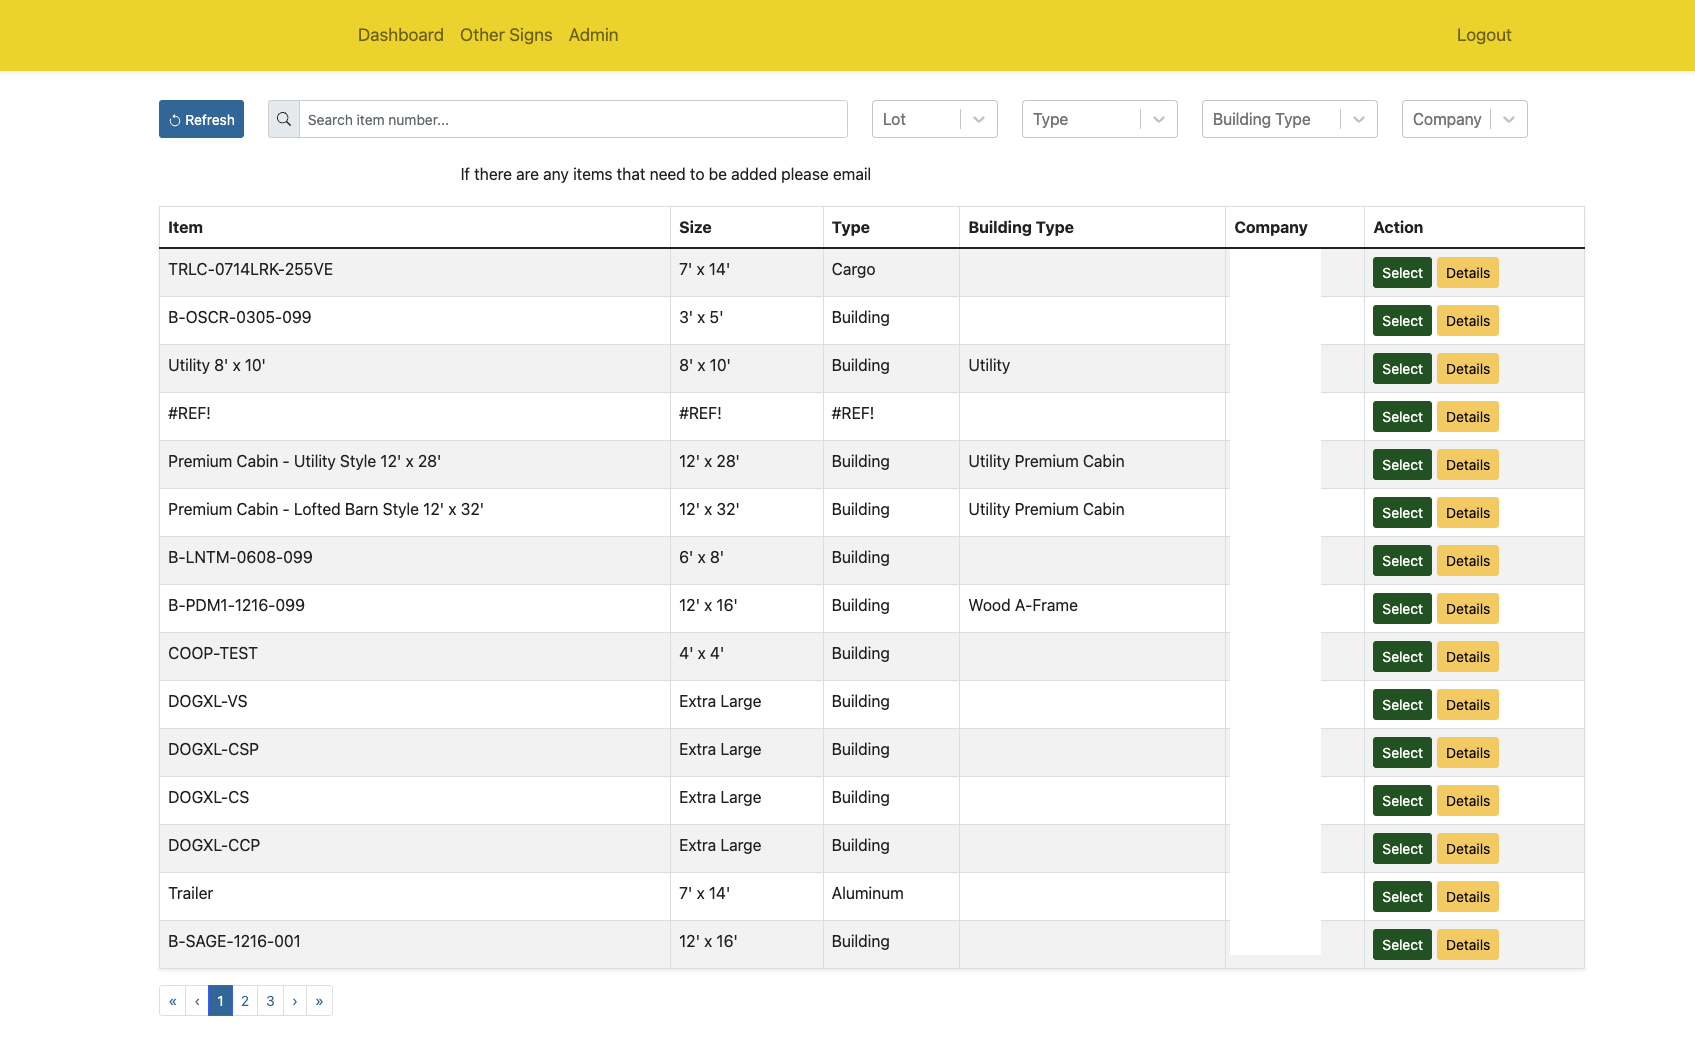 Dashboard Other Signs Admin Logout
Refresh Search item number... Lot Type Building Type Company
If there are any items that need to be added please email
Item Size Type Building Type Company Action
TRLC-0714LRK-255VE 7' x 14' Cargo Select Details
B-OSCR-0305-099 3' x 5' Building Select Details
Utility 8' x 10' 8' x 10' Building Utility Select Details
#REF! #REF! #REF! Select Details
Premium Cabin - Utility Style 12' x 28' 12' x 28' Building Utility Premium Cabin Select Details
Premium Cabin - Lofted Barn Style 12' x 32' 12' x 32' Building Utility Premium Cabin Select Details
B-LNTM-0608-099 6' x 8' Building Select Details
B-PDM1-1216-099 12' x 16' Building Wood A-Frame Select Details
COOP-TEST 4' x 4' Building Select Details
DOGXL-VS Extra Large Building Select Details
DOGXL-CSP Extra Large Building Select Details
DOGXL-CS Extra Large Building Select Details
DOGXL-CCP Extra Large Building Select Details
Trailer 7' x 14' Aluminum Select Details
B-SAGE-1216-001 12' x 16' Building Select Details
« ‹ 1 2 3 › »